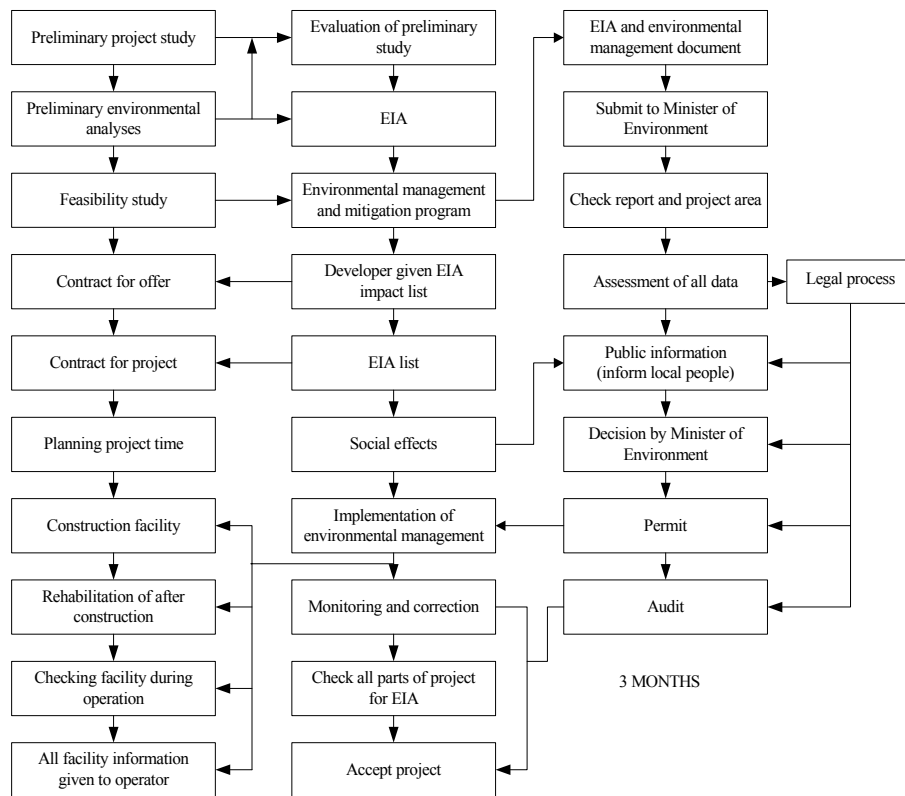 Preliminary project study
Evaluation of preliminary
study
EIA and environmental
management document
Preliminary environmental
analyses
EIA
Submit to Minister of
Environment
Feasibility study
Environmental management
and mitigation program
Check report and project area
Contract for offer
Developer given EIA
impact list
Assessment of all data
Legal process
Contract for project
EIA list
Public information
(inform local people)
Planning project time
Social effects
Decision by Minister of
Environment
Construction facility
Implementation of
environmental management
Permit
Rehabilitation of after
construction
Monitoring and correction
Audit
Checking facility during
operation
Check all parts of project
for EIA
3 MONTHS
All facility information
given to operator
Accept project